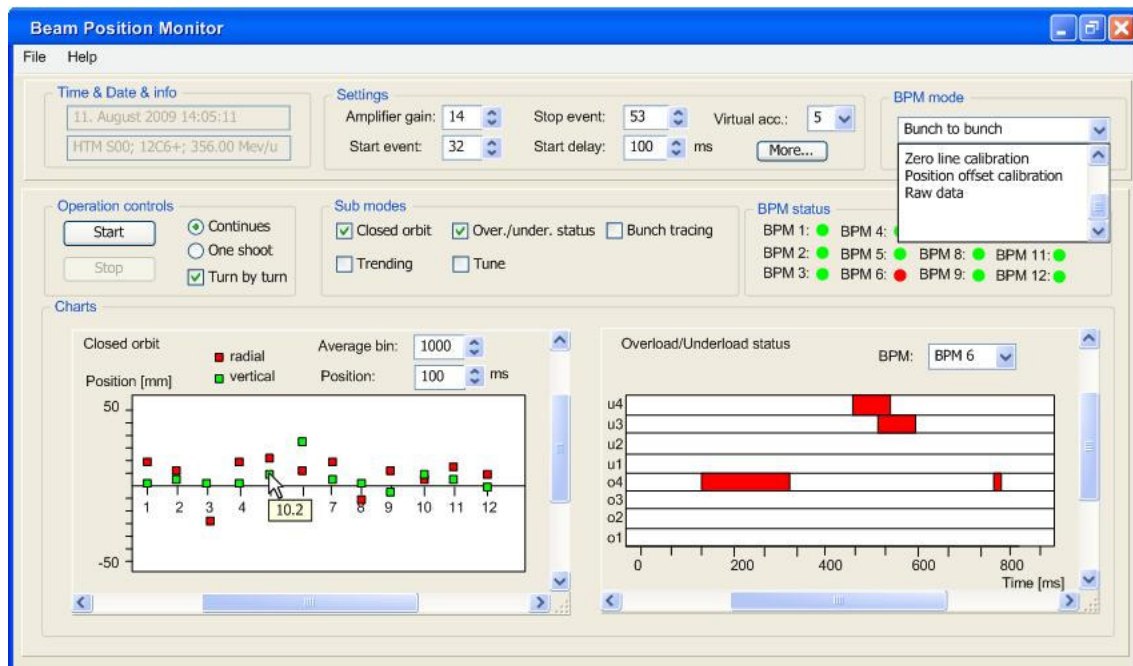 Beam Position Monitor
File Help
Time & Date & info
11. August 2009 14:05:11
HTM S00; 12C6+; 356.00 Mev/u
Settings
Amplifier gain: 14 Stop event: 53 Virtual acc.: 5
Start event: 32 Start delay: 100 ms More...
BPM mode
Bunch to bunch
Zero line calibration
Position offset calibration
Raw data
Operation controls
Start Continues
One shoot
Stop Turn by turn
Sub modes
Closed orbit Over./under. status Bunch tracing
Trending Tune
BPM status
BPM 1: BPM 4:
BPM 2: BPM 5: BPM 8: BPM 11:
BPM 3: BPM 6: BPM 9: BPM 12:
Charts
Closed orbit radial Average bin: 1000
Position [mm] vertical Position: 100 ms
50
1 2 3 4 7 8 9 10 11 12
10.2
-50
Overload/Underload status BPM: BPM 6
u4
u3
u2
u1
o4
o3
o2
o1
0 200 400 600 800
Time [ms]